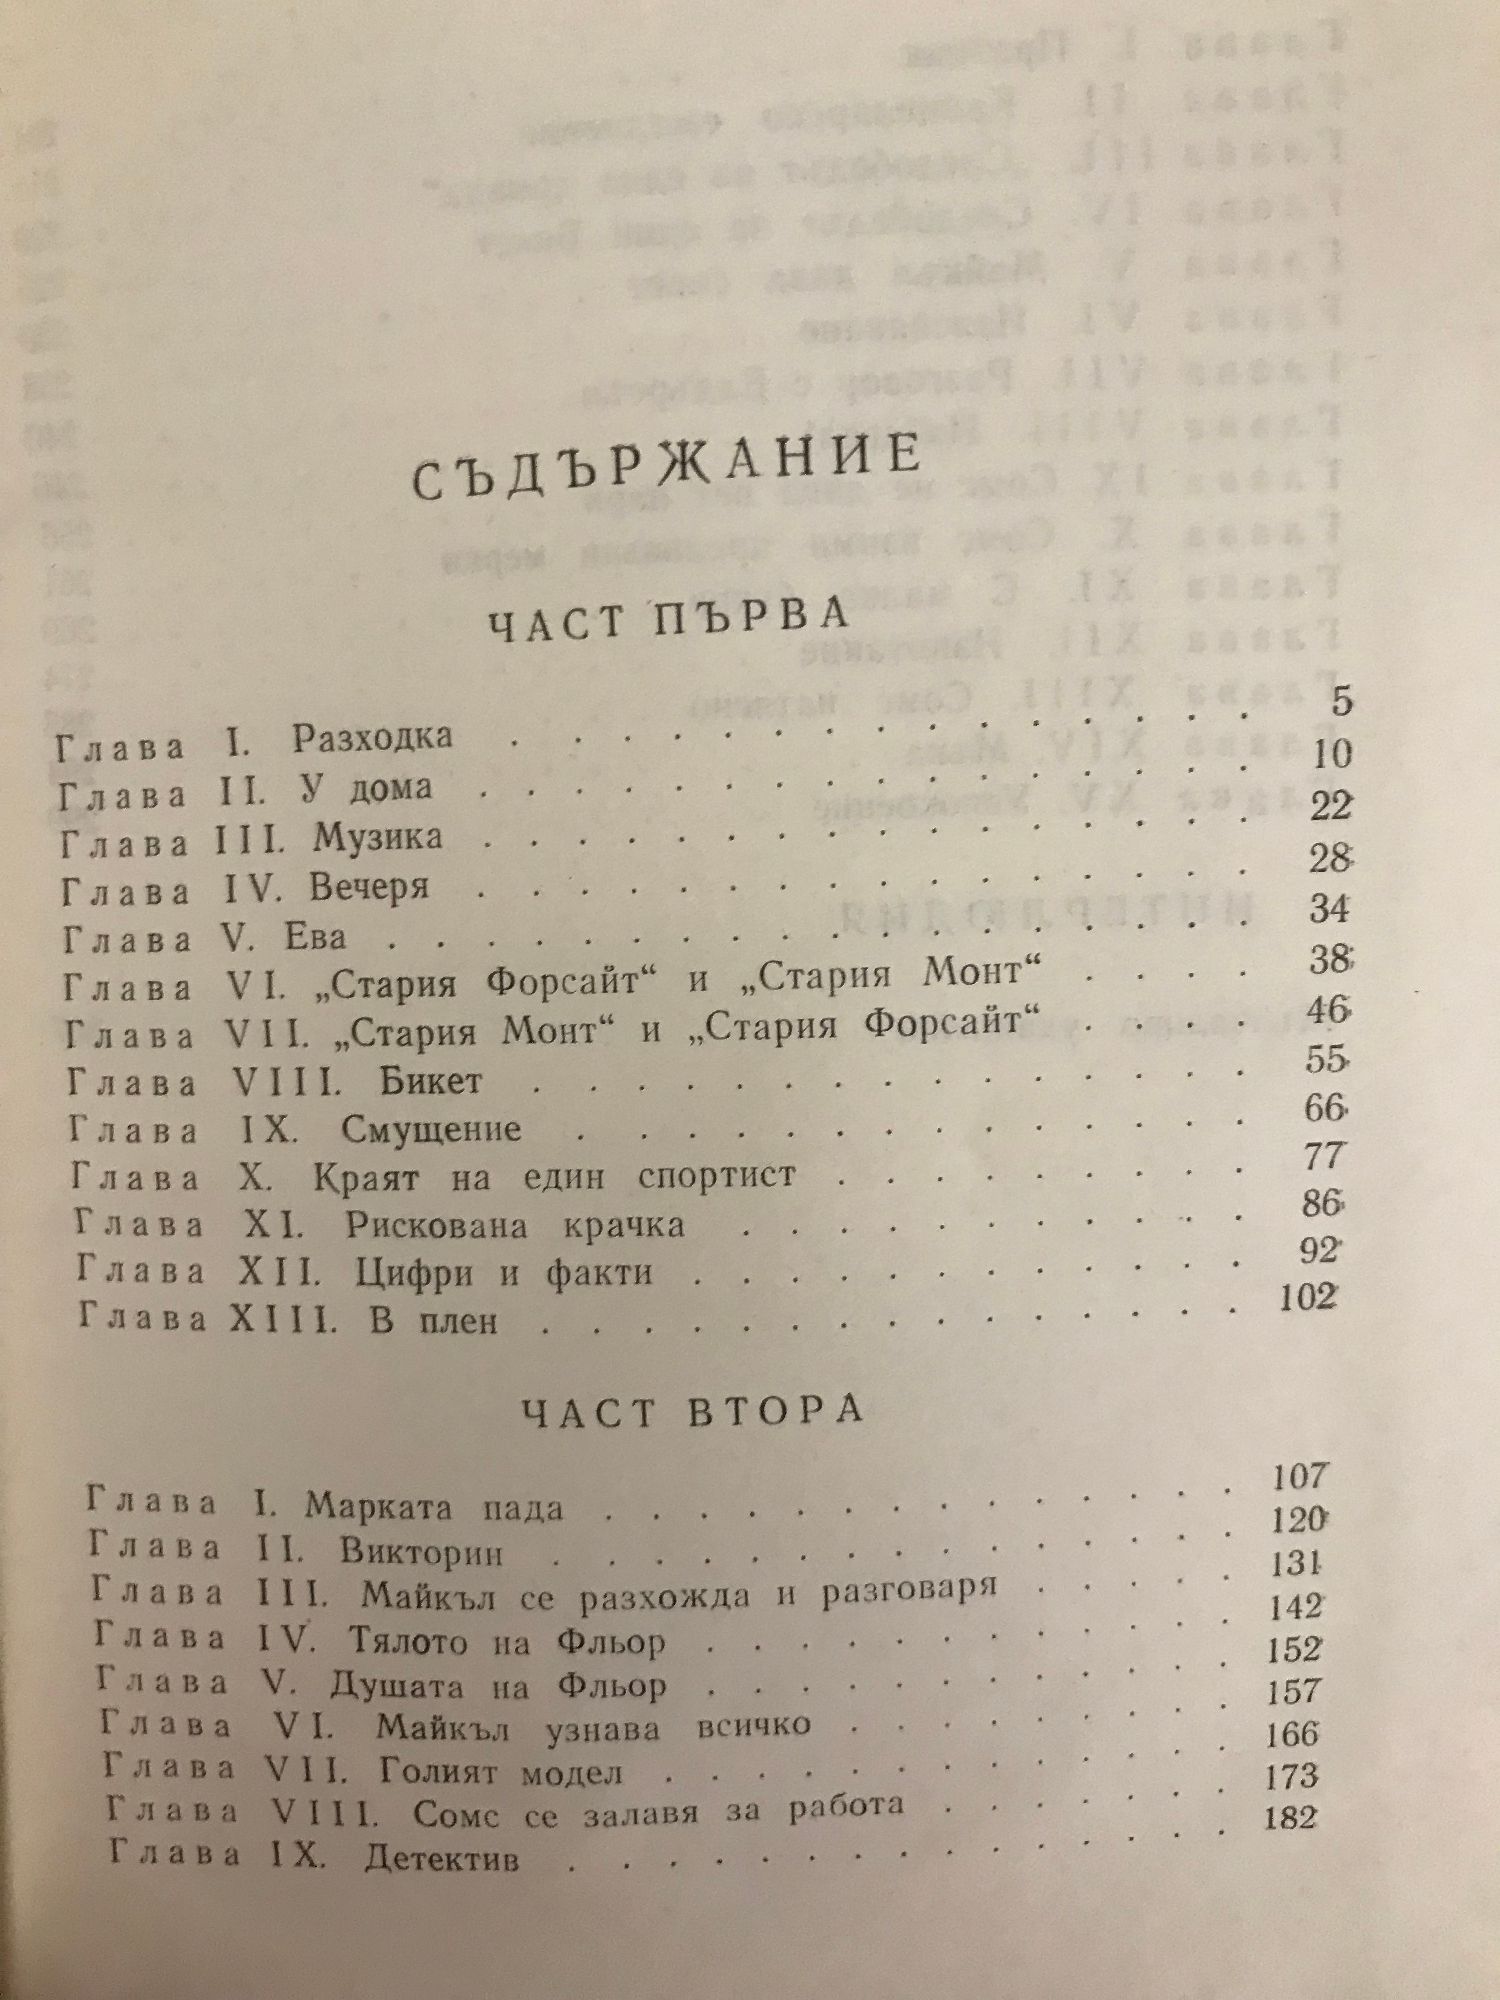 СЪДЪРЖАНИЕ
ЧАСТ ПЪРВА
Глава I. Разходка . . . . . . . . . . . . . . 5
Глава II. У дома . . . . . . . . . . . . . . . 10
Глава III. Музика . . . . . . . . . . . . . . . . 22
Глава IV. Вечеря . . . . . . . . . . . . . . . 28
Глава V. Ева . . . . . . . . . . . . . . . . . 34
Глава VI. „Стария Форсайт“ и „Стария Монт“ . . . . 38
Глава VII. „Стария Монт“ и „Стария Форсайт“ . . . . 46
Глава VIII. Бикет . . . . . . . . . . . . . . . 55
Глава IX. Смущение . . . . . . . . . . . . . 66
Глава X. Краят на един спортист . . . . . . . . . 77
Глава XI. Рискована крачка . . . . . . . . . . . 86
Глава XII. Цифри и факти . . . . . . . . . . . . 92
Глава XIII. В плен . . . . . . . . . . . . . . 102
ЧАСТ ВТОРА
Глава I. Марката пада . . . . . . . . . . . . . 107
Глава II. Викторин . . . . . . . . . . . . . . 120
Глава III. Майкъл се разхожда и разговаря . . . . . 131
Глава IV. Тялото на Фльор . . . . . . . . . . . 142
Глава V. Душата на Фльор . . . . . . . . . . . 152
Глава VI. Майкъл узнава всичко . . . . . . . . . 157
Глава VII. Голият модел . . . . . . . . . . . . 166
Глава VIII. Сомс се залавя за работа . . . . . . . 173
Глава IX. Детектив . . . . . . . . . . . . . . 182